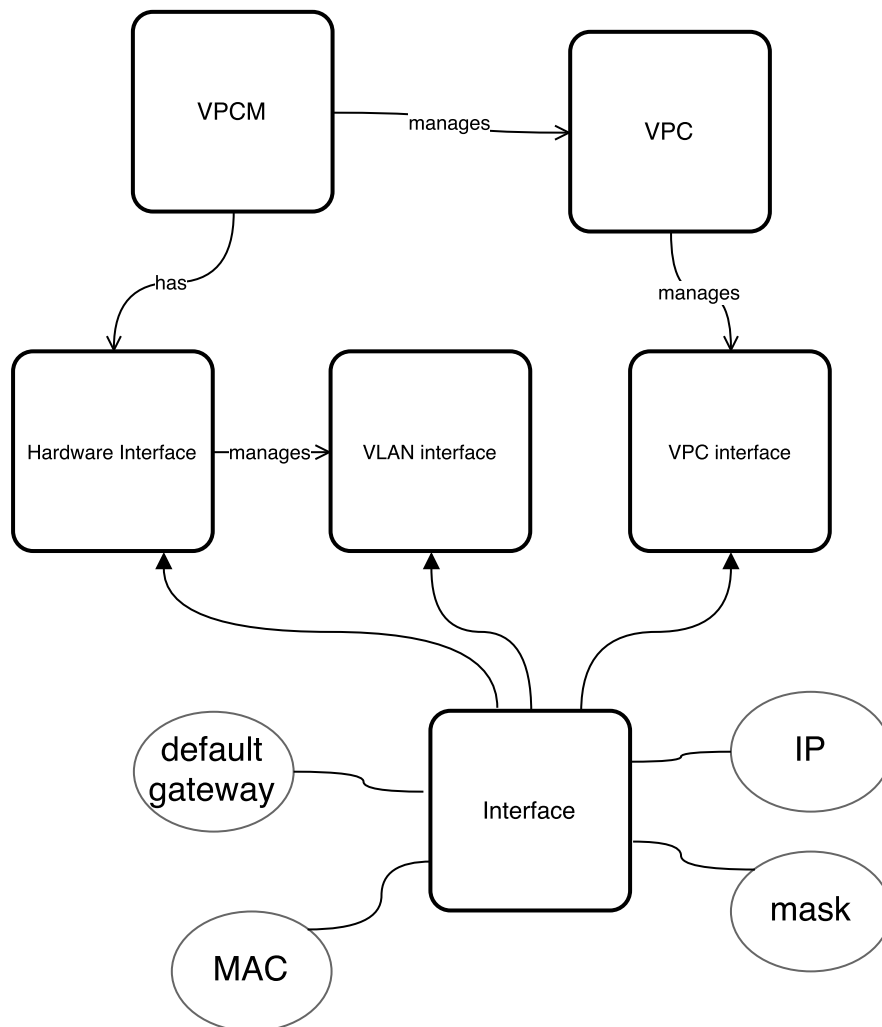 VPCM
manages
VPC
has
manages
Hardware Interface
manages
VLAN interface
VPC interface
default
gateway
IP
Interface
mask
MAC